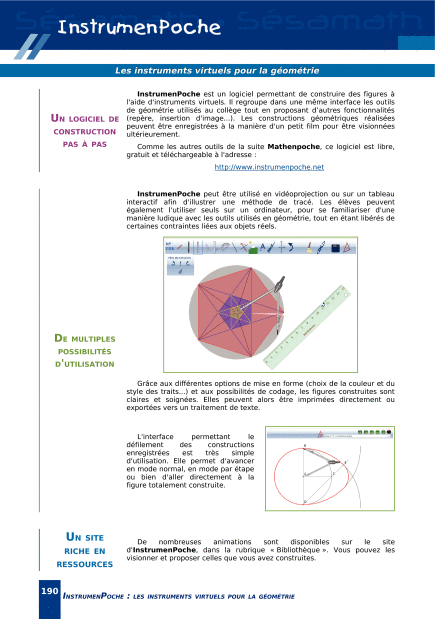 InstrumenPoche
Les instruments virtuels pour la géométrie
UN LOGICIEL DE
CONSTRUCTION
PAS À PAS
InstrumenPoche est un logiciel permettant de construire des figures à
l'aide d'instruments virtuels. Il regroupe dans une même interface les outils
de géométrie utilisés au collège tout en proposant d'autres fonctionnalités
(repère, insertion d'image...). Les constructions géométriques réalisées
peuvent être enregistrées à la manière d'un petit film pour être visionnées
ultérieurement.
Comme les autres outils de la suite Mathenpoche, ce logiciel est libre,
gratuit et téléchargeable à l'adresse :
http://www.instrumenpoche.net
DE MULTIPLES
POSSIBILITÉS
D'UTILISATION
InstrumenPoche peut être utilisé en vidéoprojection ou sur un tableau
interactif afin d'illustrer une méthode de tracé. Les élèves peuvent
également l'utiliser seuls sur un ordinateur, pour se familiariser d'une
manière ludique avec les outils utilisés en géométrie, tout en étant libérés de
certaines contraintes liées aux objets réels.
Grâce aux différentes options de mise en forme (choix de la couleur et du
style des traits...) et aux possibilités de codage, les figures construites sont
claires et soignées. Elles peuvent alors être imprimées directement ou
exportées vers un traitement de texte.
L'interface permettant le
défilement des constructions
enregistrées est très simple
d'utilisation. Elle permet d'avancer
en mode normal, en mode par étape
ou bien d'aller directement à la
figure totalement construite.
UN SITE
RICHE EN
RESSOURCES
De nombreuses animations sont disponibles sur le site
d'InstrumenPoche, dans la rubrique « Bibliothèque ». Vous pouvez les
visionner et proposer celles que vous avez construites.
190 INSTRUMENPOCHE : LES INSTRUMENTS VIRTUELS POUR LA GÉOMÉTRIE